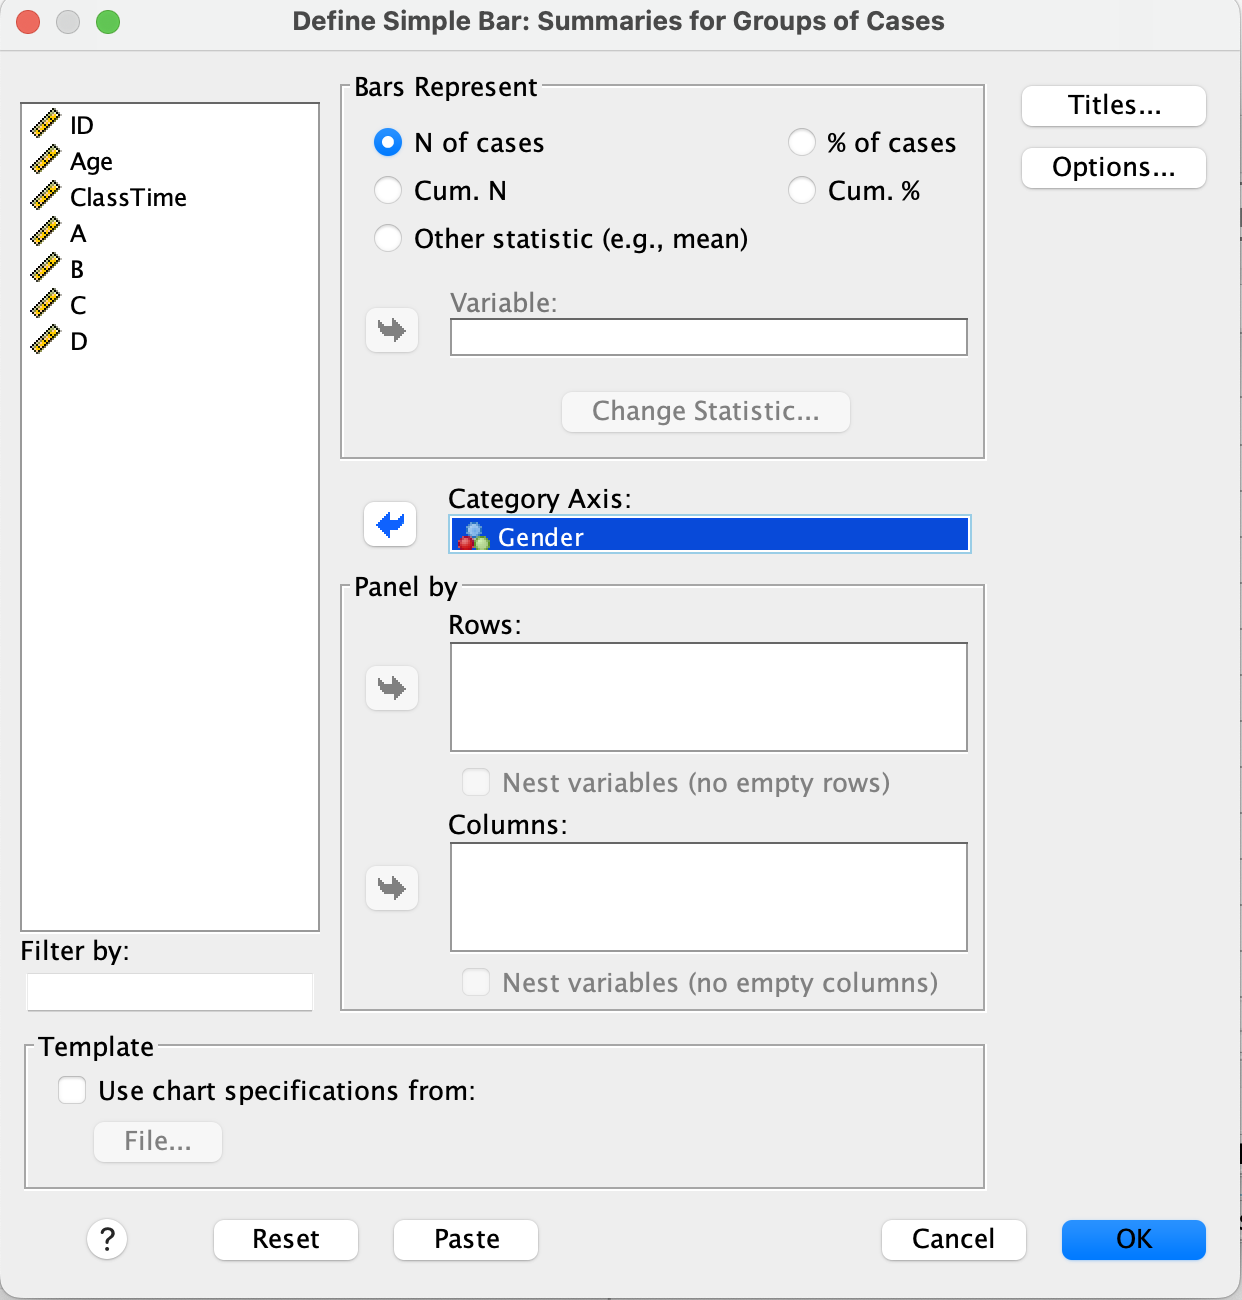 Define Simple Bar: Summaries for Groups of Cases
ID
Age
ClassTime
A
B
C
D
Filter by:
Bars Represent
N of cases
% of cases
Cum. N
Cum. %
Other statistic (e.g., mean)
Variable:
Change Statistic...
Category Axis:
Gender
Panel by
Rows:
Nest variables (no empty rows)
Columns:
Nest variables (no empty columns)
Titles...
Options...
Template
Use chart specifications from:
File...
?
Reset
Paste
Cancel
OK